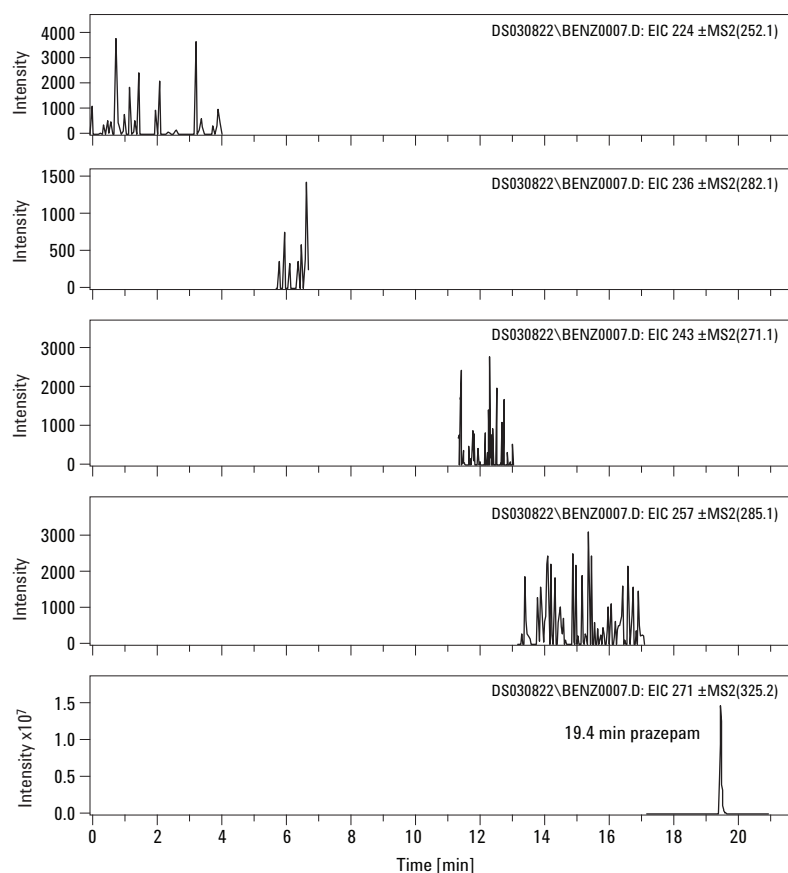 DS030822\BENZ0007.D: EIC 224 ±MS2(252.1)
Intensity
4000
3000
2000
1000
0
DS030822\BENZ0007.D: EIC 236 ±MS2(282.1)
Intensity
1500
1000
500
0
DS030822\BENZ0007.D: EIC 243 ±MS2(271.1)
Intensity
3000
2000
1000
0
DS030822\BENZ0007.D: EIC 257 ±MS2(285.1)
Intensity
3000
2000
1000
0
DS030822\BENZ0007.D: EIC 271 ±MS2(325.2)
Intensity x10⁷
1.5
1.0
0.5
0.0
19.4 min prazepam
0 2 4 6 8 10 12 14 16 18 20
Time [min]